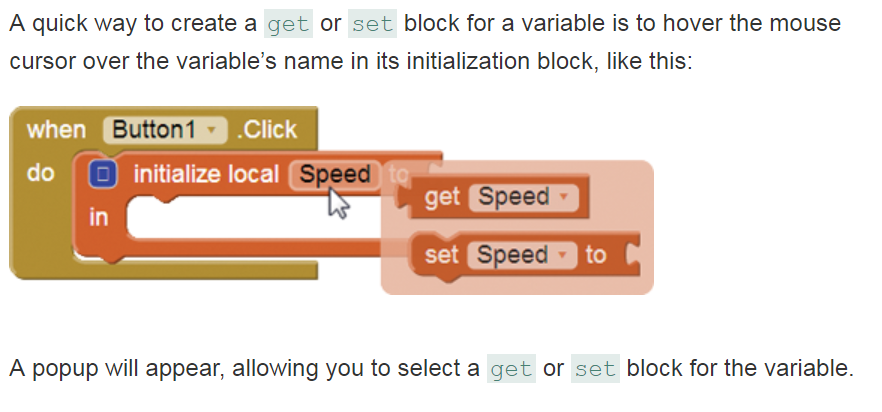 A quick way to create a get or set block for a variable is to hover the mouse
cursor over the variable’s name in its initialization block, like this:
when Button1 .Click
do initialize local Speed to
in
get Speed
set Speed to
A popup will appear, allowing you to select a get or set block for the variable.